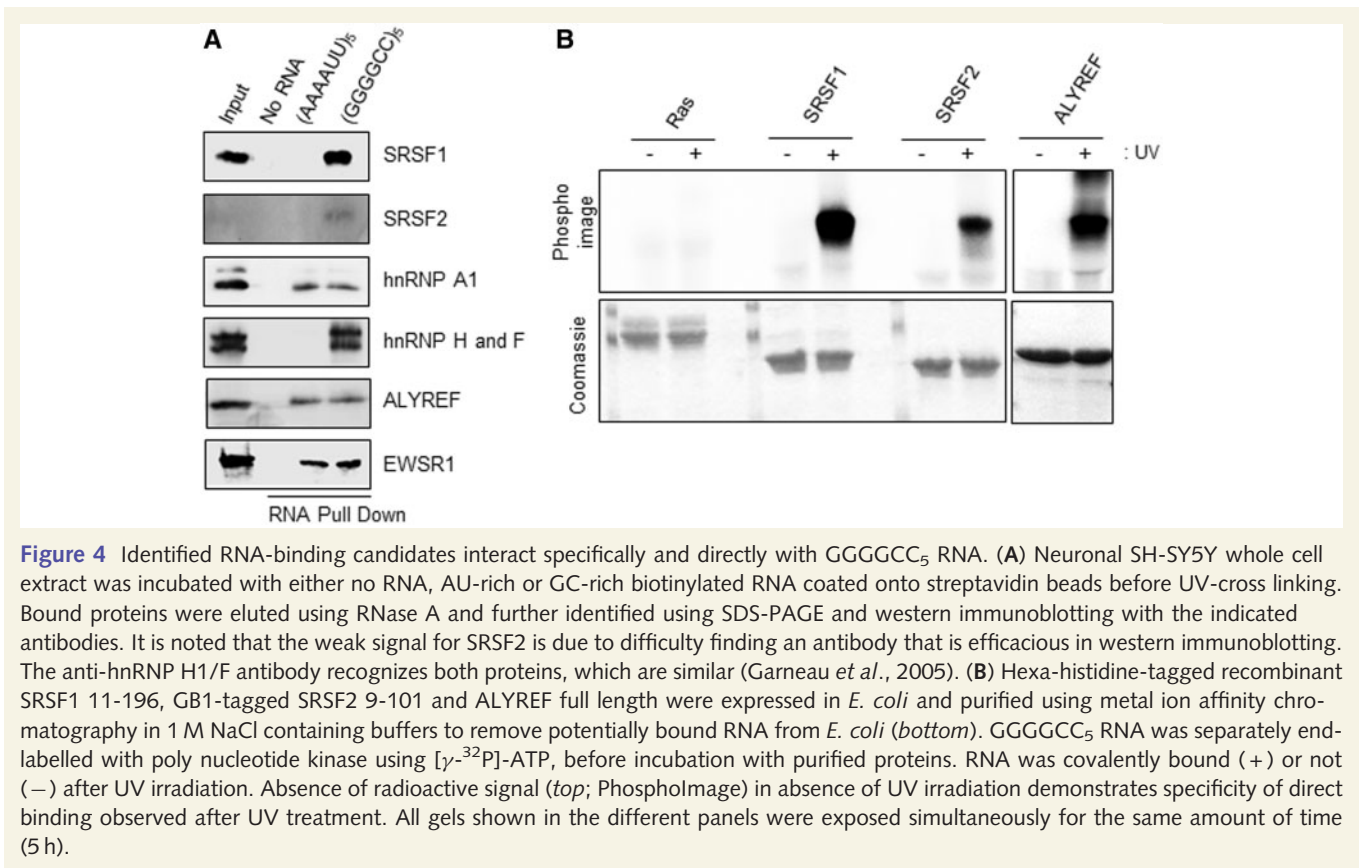 A
B
Input
No RNA
(AAAAUU)5
(GGGGCC)5
SRSF1
SRSF2
hnRNP A1
hnRNP H and F
ALYREF
EWSR1
RNA Pull Down
Ras
SRSF1
SRSF2
ALYREF
- + - + - + - + : UV
Phospho
image
Coomassie
Figure 4 Identified RNA-binding candidates interact specifically and directly with GGGGCC5 RNA. (A) Neuronal SH-SY5Y whole cell
extract was incubated with either no RNA, AU-rich or GC-rich biotinylated RNA coated onto streptavidin beads before UV-cross linking.
Bound proteins were eluted using RNase A and further identified using SDS-PAGE and western immunoblotting with the indicated
antibodies. It is noted that the weak signal for SRSF2 is due to difficulty finding an antibody that is efficacious in western immunoblotting.
The anti-hnRNP H1/F antibody recognizes both proteins, which are similar (Garneau et al., 2005). (B) Hexa-histidine-tagged recombinant
SRSF1 11-196, GB1-tagged SRSF2 9-101 and ALYREF full length were expressed in E. coli and purified using metal ion affinity chro-
matography in 1 M NaCl containing buffers to remove potentially bound RNA from E. coli (bottom). GGGGCC5 RNA was separately end-
labelled with poly nucleotide kinase using [γ-32P]-ATP, before incubation with purified proteins. RNA was covalently bound (+) or not
(−) after UV irradiation. Absence of radioactive signal (top; PhosphoImage) in absence of UV irradiation demonstrates specificity of direct
binding observed after UV treatment. All gels shown in the different panels were exposed simultaneously for the same amount of time
(5 h).